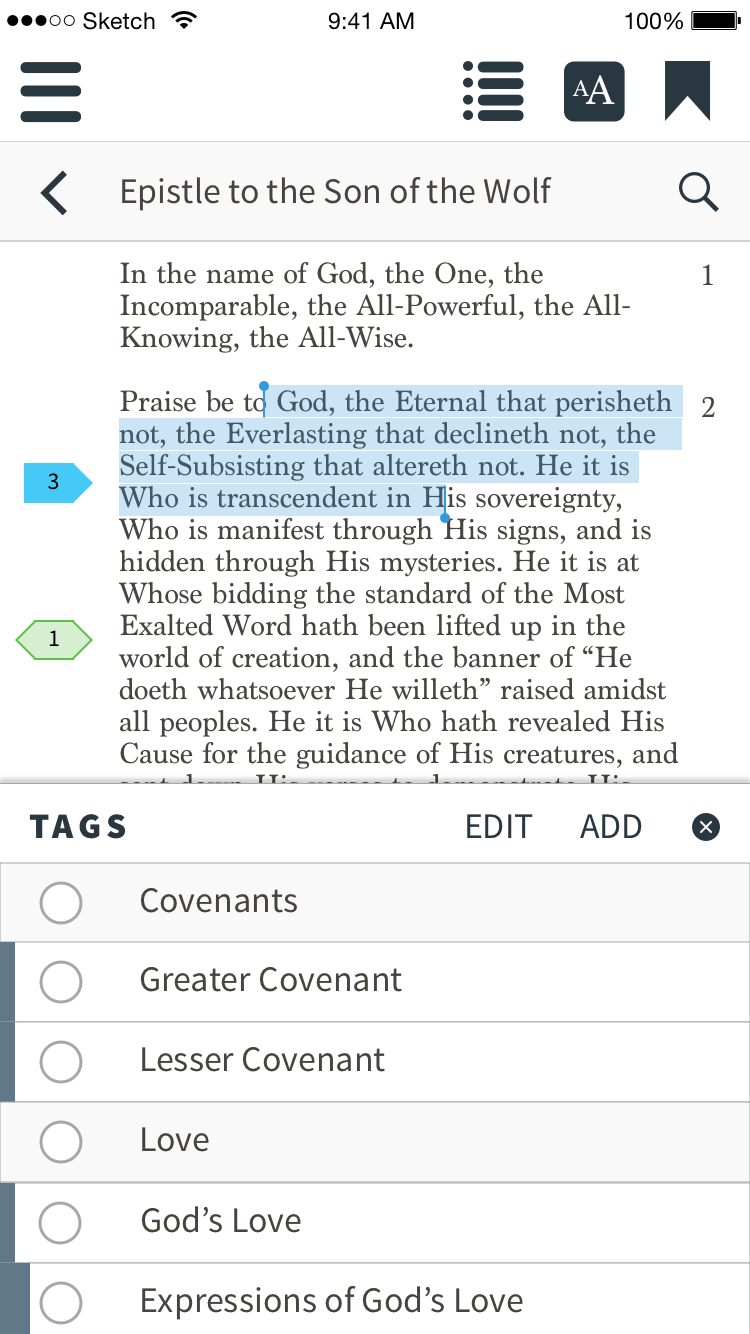 Sketch 9:41 AM 100%
AA
Epistle to the Son of the Wolf
In the name of God, the One, the 1
Incomparable, the All-Powerful, the All-
Knowing, the All-Wise.
Praise be to God, the Eternal that perisheth 2
not, the Everlasting that declineth not, the
Self-Subsisting that altereth not. He it is
3
Who is transcendent in His sovereignty,
Who is manifest through His signs, and is
hidden through His mysteries. He it is at
Whose bidding the standard of the Most
Exalted Word hath been lifted up in the
1
world of creation, and the banner of “He
doeth whatsoever He willeth” raised amidst
all peoples. He it is Who hath revealed His
Cause for the guidance of His creatures, and
sent down His verses to demonstrate His
TAGS EDIT ADD
Covenants
Greater Covenant
Lesser Covenant
Love
God’s Love
Expressions of God’s Love